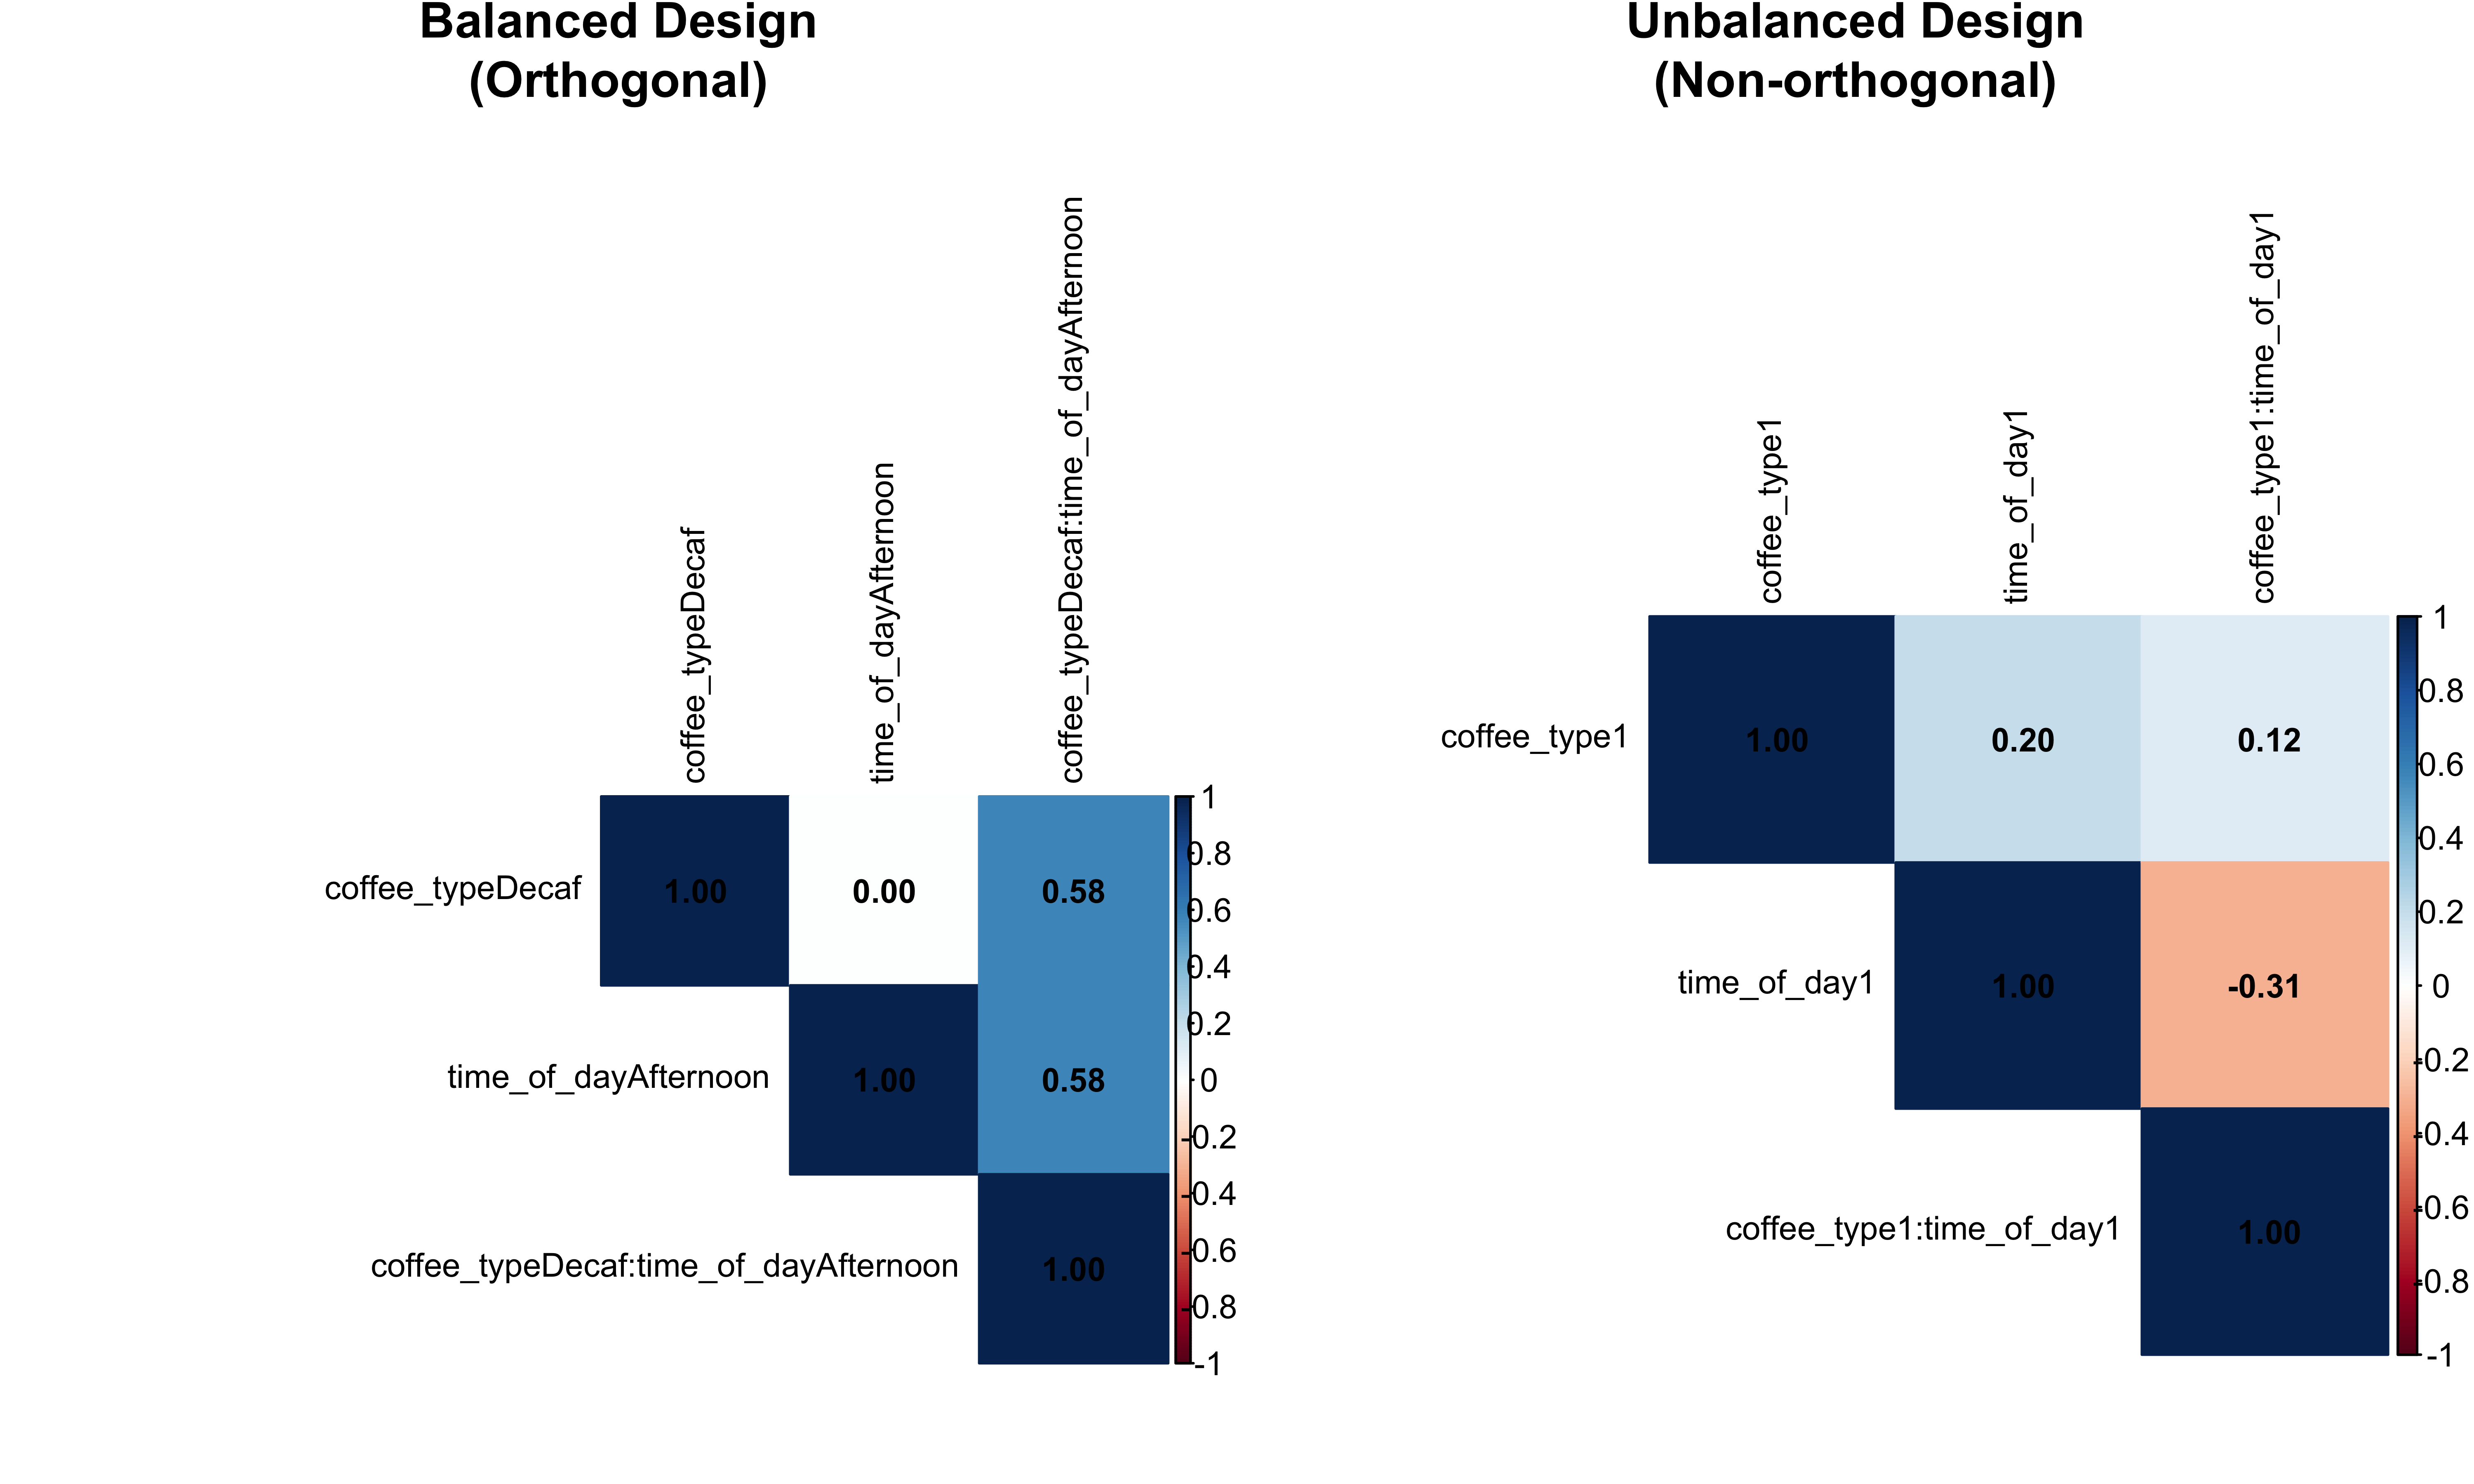 Balanced Design
(Orthogonal)
coffee_typeDecaf
time_of_dayAfternoon
coffee_typeDecaf:time_of_dayAfternoon
coffee_typeDecaf
1.00
0.00
0.58
time_of_dayAfternoon
1.00
0.58
coffee_typeDecaf:time_of_dayAfternoon
1.00
1
0.8
0.6
0.4
0.2
0
-0.2
-0.4
-0.6
-0.8
-1
Unbalanced Design
(Non-orthogonal)
coffee_type1
time_of_day1
coffee_type1:time_of_day1
coffee_type1
1.00
0.20
0.12
time_of_day1
1.00
-0.31
coffee_type1:time_of_day1
1.00
1
0.8
0.6
0.4
0.2
0
-0.2
-0.4
-0.6
-0.8
-1